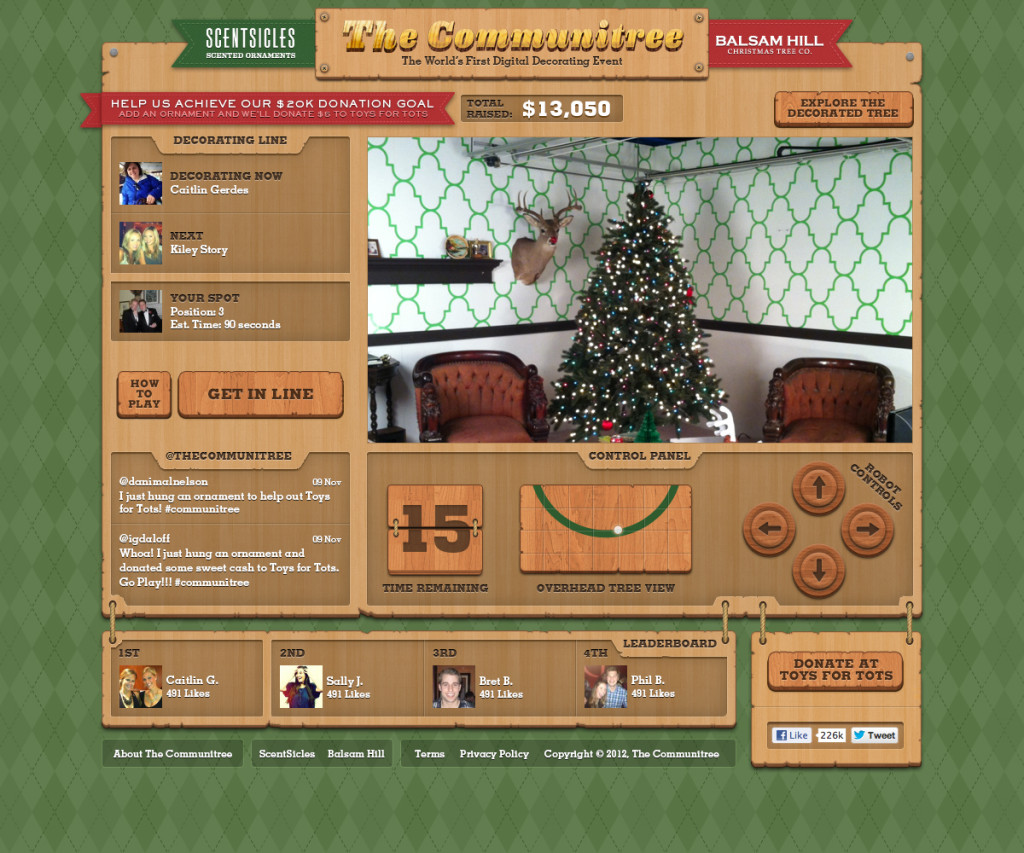 SCENTSICLES
SCENTED ORNAMENTS
The Communitree
The World's First Digital Decorating Event
BALSAM HILL
CHRISTMAS TREE CO.
HELP US ACHIEVE OUR $20K DONATION GOAL
ADD AN ORNAMENT AND WE'LL DONATE $5 TO TOYS FOR TOTS
TOTAL
RAISED:
$13,050
EXPLORE THE
DECORATED TREE
DECORATING LINE
DECORATING NOW
Caitlin Gerdes
NEXT
Kiley Story
YOUR SPOT
Position: 3
Est. Time: 90 seconds
HOW
TO
PLAY
GET IN LINE
@THECOMMUNITREE
@danimalnelson 09 Nov
I just hung an ornament to help out Toys
for Tots! #communitree
@igdaloff 09 Nov
Whoa! I just hung an ornament and
donated some sweet cash to Toys for Tots.
Go Play!!! #communitree
CONTROL PANEL
15
TIME REMAINING
OVERHEAD TREE VIEW
ROBOT
CONTROLS
LEADERBOARD
1ST
Caitlin G.
491 Likes
2ND
Sally J.
491 Likes
3RD
Bret B.
491 Likes
4TH
Phil B.
491 Likes
DONATE AT
TOYS FOR TOTS
Like 226k Tweet
About The Communitree ScentSicles Balsam Hill Terms Privacy Policy Copyright © 2012, The Communitree